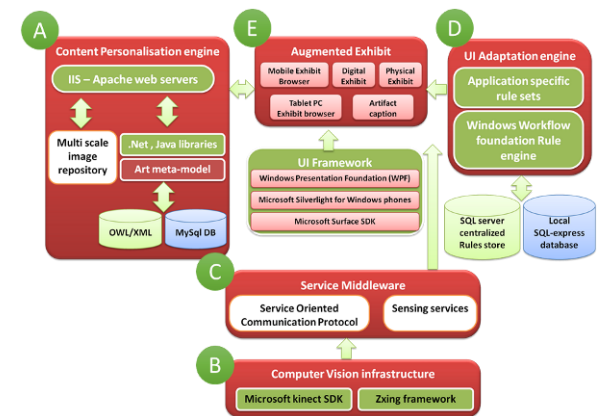 A
Content Personalisation engine
IIS – Apache web servers
Multi scale
image
repository
.Net , Java libraries
Art meta-model
OWL/XML
MySql DB
E
Augmented Exhibit
Mobile Exhibit
Browser
Digital
Exhibit
Physical
Exhibit
Tablet PC
Exhibit browser
Artifact
caption
UI Framework
Windows Presentation Foundation (WPF)
Microsoft Silverlight for Windows phones
Microsoft Surface SDK
D
UI Adaptation engine
Application specific
rule sets
Windows Workflow
foundation Rule
engine
SQL server
centralized
Rules store
Local
SQL-express
database
C
Service Middleware
Service Oriented
Communication Protocol
Sensing services
B
Computer Vision infrastructure
Microsoft kinect SDK
Zxing framework